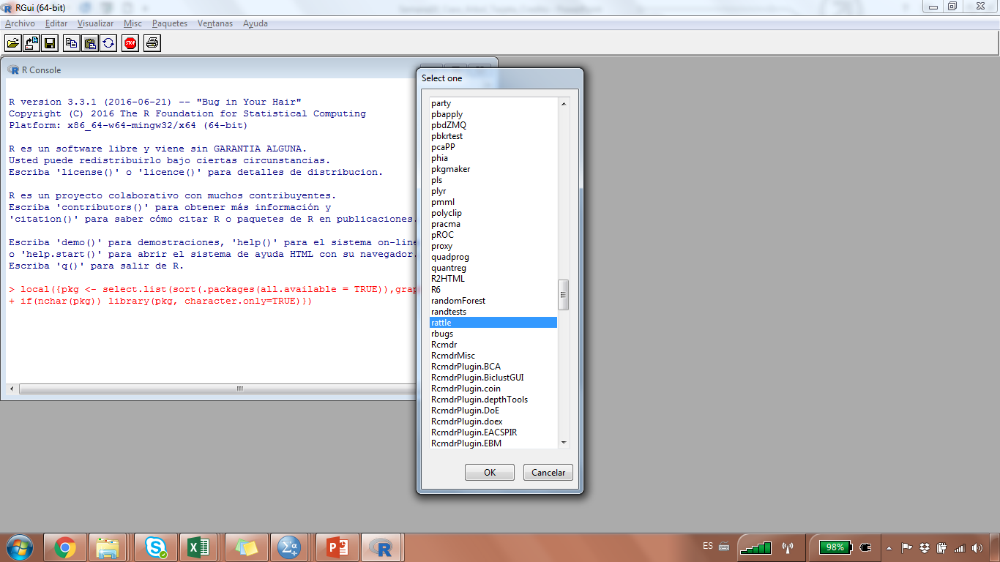 RGui (64-bit)
Archivo Editar Visualizar Misc Paquetes Ventanas Ayuda
STOP
R Console
R version 3.3.1 (2016-06-21) -- "Bug in Your Hair"
Copyright (C) 2016 The R Foundation for Statistical Computing
Platform: x86_64-w64-mingw32/x64 (64-bit)
R es un software libre y viene sin GARANTIA ALGUNA.
Usted puede redistribuirlo bajo ciertas circunstancias.
Escriba 'license()' o 'licence()' para detalles de distribucion.
R es un proyecto colaborativo con muchos contribuyentes.
Escriba 'contributors()' para obtener más información y
'citation()' para saber cómo citar R o paquetes de R en publicaciones.
Escriba 'demo()' para demostraciones, 'help()' para el sistema on-line
o 'help.start()' para abrir el sistema de ayuda HTML con su navegador.
Escriba 'q()' para salir de R.
> local({pkg <- select.list(sort(.packages(all.available = TRUE)),grap
+ if(nchar(pkg)) library(pkg, character.only=TRUE)})
Select one
party
pbapply
pbdZMQ
pbkrtest
pcaPP
phia
pkgmaker
pls
plyr
pmml
polyclip
pracma
pROC
proxy
quadprog
quantreg
R2HTML
R6
randomForest
randtests
rattle
rbugs
Rcmdr
RcmdrMisc
RcmdrPlugin.BCA
RcmdrPlugin.BiclustGUI
RcmdrPlugin.coin
RcmdrPlugin.depthTools
RcmdrPlugin.DoE
RcmdrPlugin.doex
RcmdrPlugin.EACSPIR
RcmdrPlugin.EBM
OK Cancelar
ES 98%